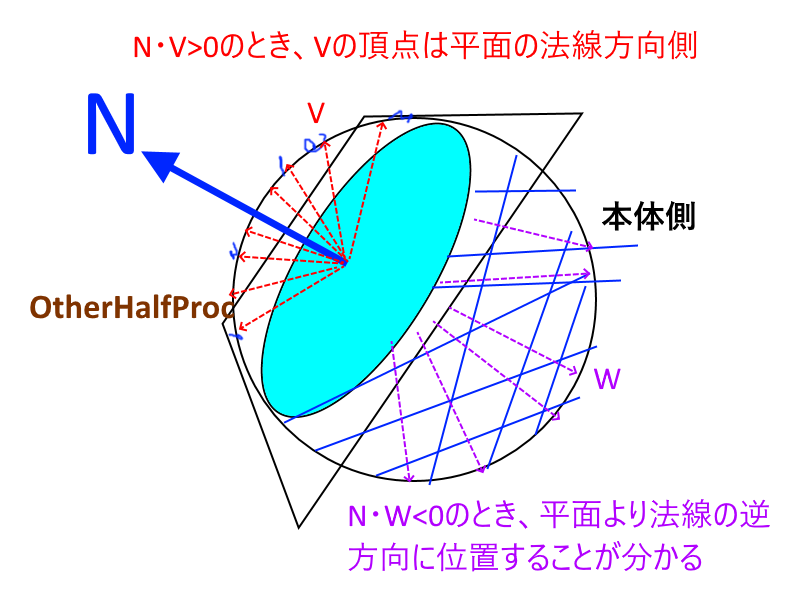 N・V>0のとき、Vの頂点は平面の法線方向側
N
V
本体側
OtherHalfProc
W
N・W<0のとき、平面より法線の逆
方向に位置することが分かる